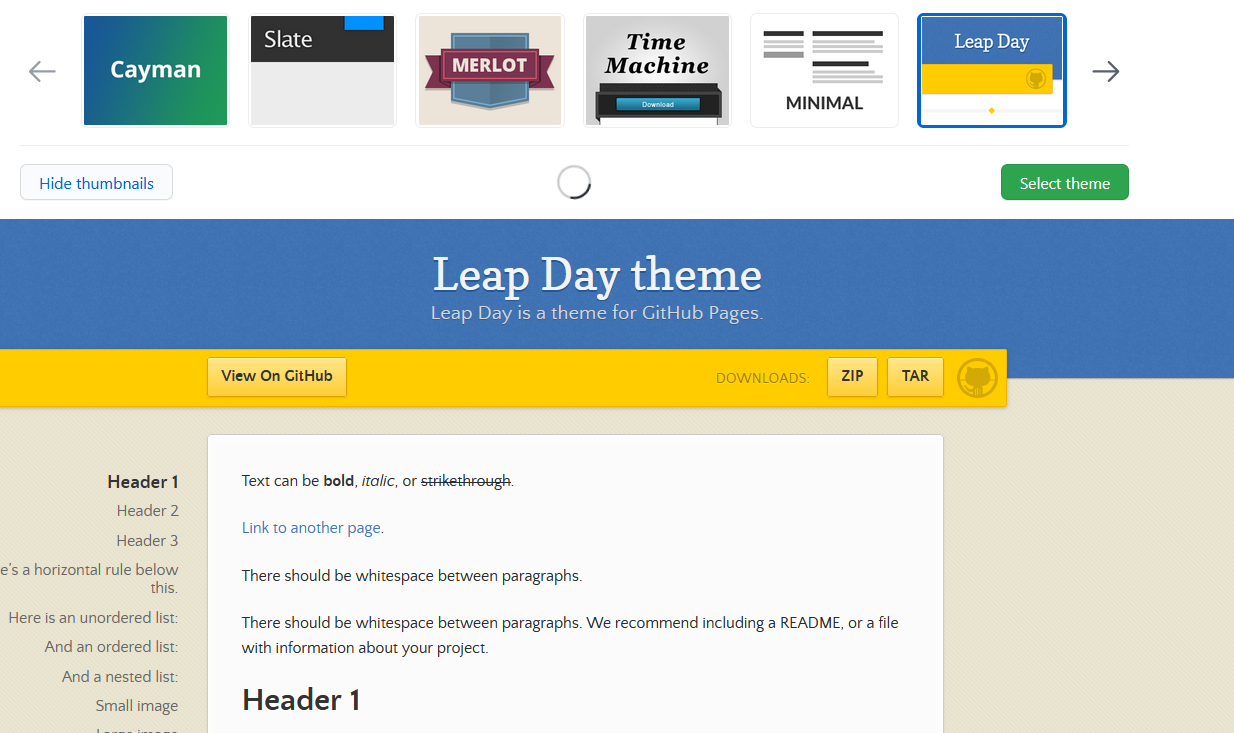 Cayman
Slate
MERLOT
Time
Machine
Download
MINIMAL
Leap Day
Hide thumbnails
Select theme
Leap Day theme
Leap Day is a theme for GitHub Pages.
View On GitHub
DOWNLOADS:
ZIP
TAR
Header 1
Header 2
Header 3
e's a horizontal rule below
this.
Here is an unordered list:
And an ordered list:
And a nested list:
Small image
Large image
Text can be bold, italic, or strikethrough.
Link to another page.
There should be whitespace between paragraphs.
There should be whitespace between paragraphs. We recommend including a README, or a file
with information about your project.
Header 1